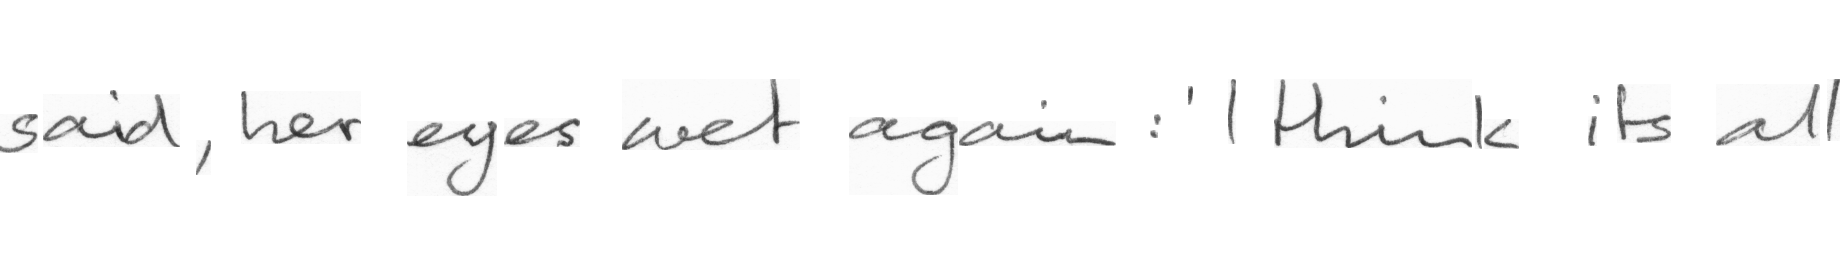 said, her eyes wet again : ' I think its all